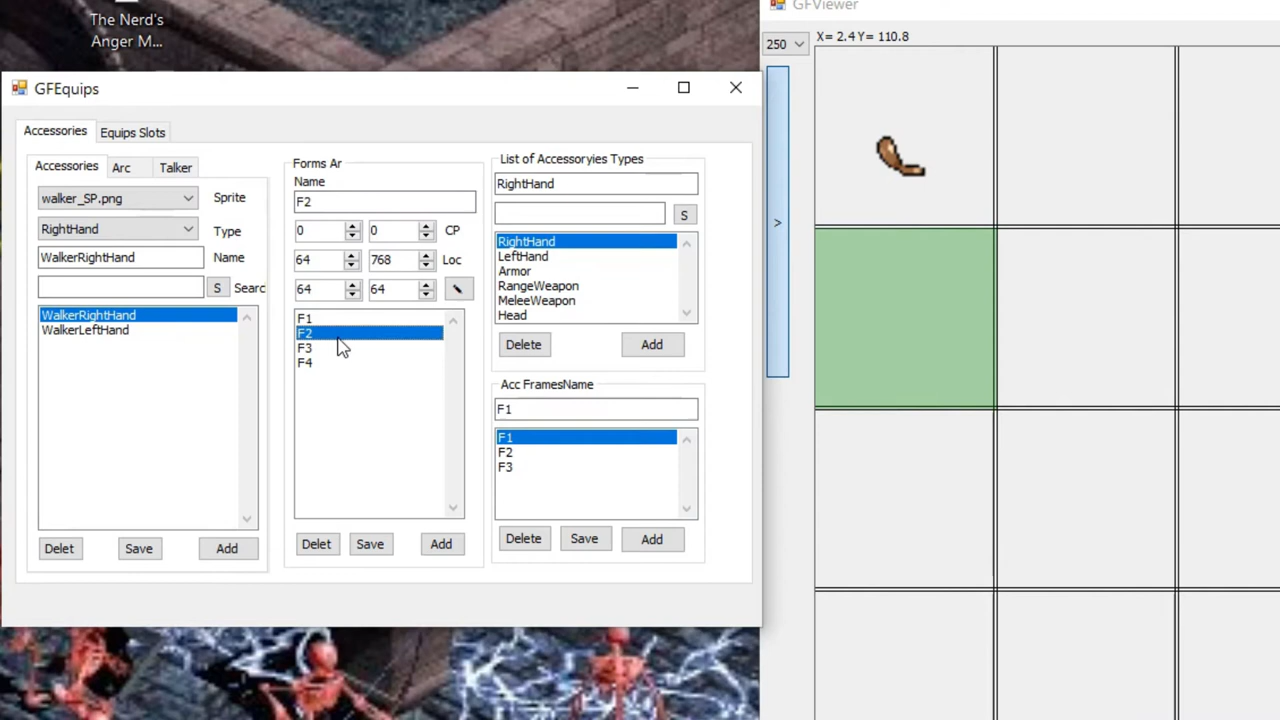 The Nerd's
Anger M...
GFViewer
X= 2.4 Y= 110.8
250
>
GFEquips
Accessories
Equips Slots
Accessories
Arc
Talker
walker_SP.png
Sprite
RightHand
Type
WalkerRightHand
Name
S
Searc
WalkerRightHand
WalkerLeftHand
Delet
Save
Add
Forms Ar
Name
F2
0
0
CP
64
768
Loc
64
64
F1
F2
F3
F4
Delet
Save
Add
List of Accessoryies Types
RightHand
S
RightHand
LeftHand
Armor
RangeWeapon
MeleeWeapon
Head
Delete
Add
Acc FramesName
F1
F1
F2
F3
Delete
Save
Add